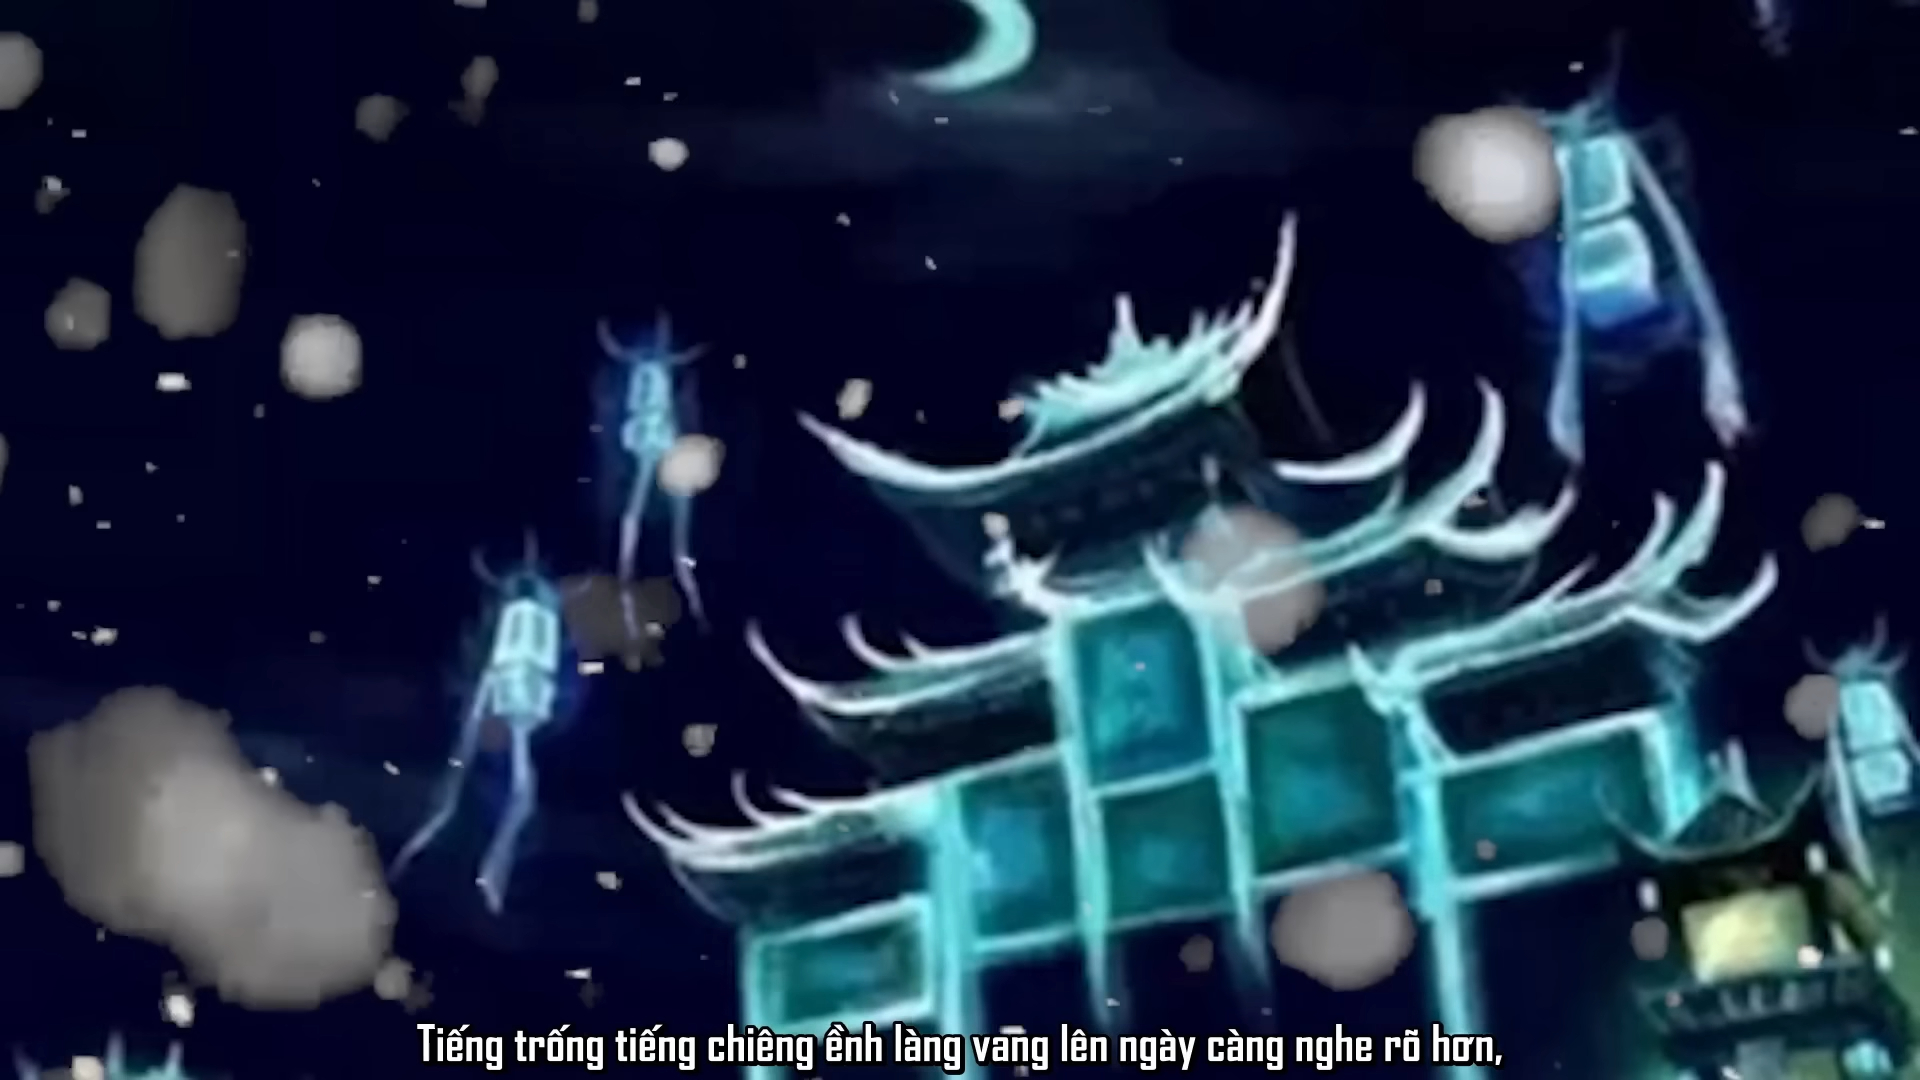 Tiếng trống tiếng chiêng ềnh làng vang lên ngày càng nghe rõ hơn,